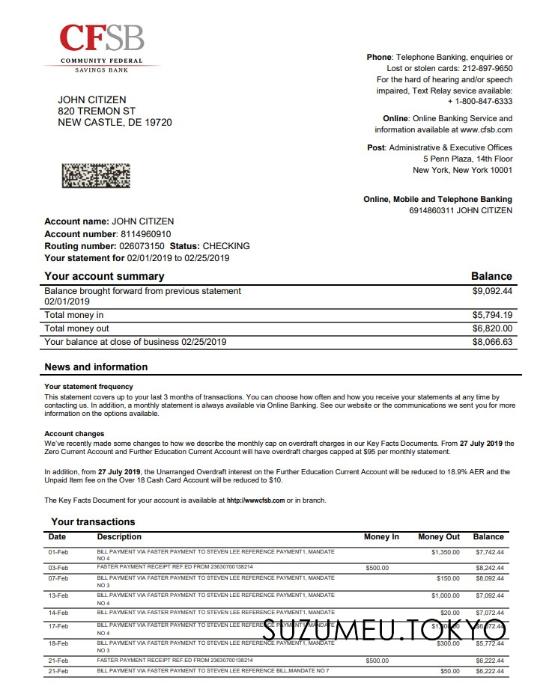 CFSB
COMMUNITY FEDERAL
SAVINGS BANK
JOHN CITIZEN
820 TREMON ST
NEW CASTLE, DE 19720
Phone: Telephone Banking, enquiries or
Lost or stolen cards: 212-897-9650
For the hard of hearing and/or speech
impaired, Text Relay sevice available:
+ 1-800-847-6333
Online: Online Banking Service and
information available at www.cfsb.com
Post: Administrative & Executive Offices
5 Penn Plaza, 14th Floor
New York, New York 10001
Online, Mobile and Telephone Banking
6914860311 JOHN CITIZEN
Account name: JOHN CITIZEN
Account number: 8114960910
Routing number: 026073150 Status: CHECKING
Your statement for 02/01/2019 to 02/25/2019
Your account summary Balance
Balance brought forward from previous statement
02/01/2019 $9,092.44
Total money in $5,794.19
Total money out $6,820.00
Your balance at close of business 02/25/2019 $8,066.63
News and information
Your statement frequency
This statement covers up to your last 3 months of transactions. You can choose how often and how you receive your statements at any time by
contacting us. In addition, a monthly statement is always available via Online Banking. See our website or the communications we sent you for more
information on the options available.
Account changes
We've recently made some changes to how we describe the monthly cap on overdraft charges in our Key Facts Documents. From 27 July 2019 the
Zero Current Account and Further Education Current Account will have overdraft charges capped at $95 per monthly statement.
In addition, from 27 July 2019, the Unarranged Overdraft interest on the Further Education Current Account will be reduced to 18.9% AER and the
Unpaid Item fee on the Over 18 Cash Card Account will be reduced to $10.
The Key Facts Document for your account is available at http://wwwcfsb.com or in branch.
Your transactions
Date Description Money In Money Out Balance
01-Feb BILL PAYMENT VIA FASTER PAYMENT TO STEVEN LEE REFERENCE PAYMENT1, MANDATE
NO 4 $1,350.00 $7,742.44
03-Feb FASTER PAYMENT RECEIPT REF.ED FROM 23630700138214 $500.00 $8,242.44
07-Feb BILL PAYMENT VIA FASTER PAYMENT TO STEVEN LEE REFERENCE PAYMENT1, MANDATE
NO 3 $150.00 $8,092.44
13-Feb BILL PAYMENT VIA FASTER PAYMENT TO STEVEN LEE REFERENCE PAYMENT1, MANDATE
NO 4 $1,000.00 $7,092.44
14-Feb BILL PAYMENT VIA FASTER PAYMENT TO STEVEN LEE REFERENCE PAYMENT1, MANDATE $20.00 $7,072.44
17-Feb BILL PAYMENT VIA FASTER PAYMENT TO STEVEN LEE REFERENCE PAYMENT1, MANDATE
NO 4
SUZUMEU.TOKYO
18-Feb BILL PAYMENT VIA FASTER PAYMENT TO STEVEN LEE REFERENCE PAYMENT1, MANDATE
NO 3 $300.00 $5,772.44
21-Feb FASTER PAYMENT RECEIPT REF.ED FROM 23630700138214 $500.00 $6,222.44
21-Feb BILL PAYMENT VIA FASTER PAYMENT TO STEVEN LEE REFERENCE BILL,MANDATE NO 7 $50.00 $6,222.44